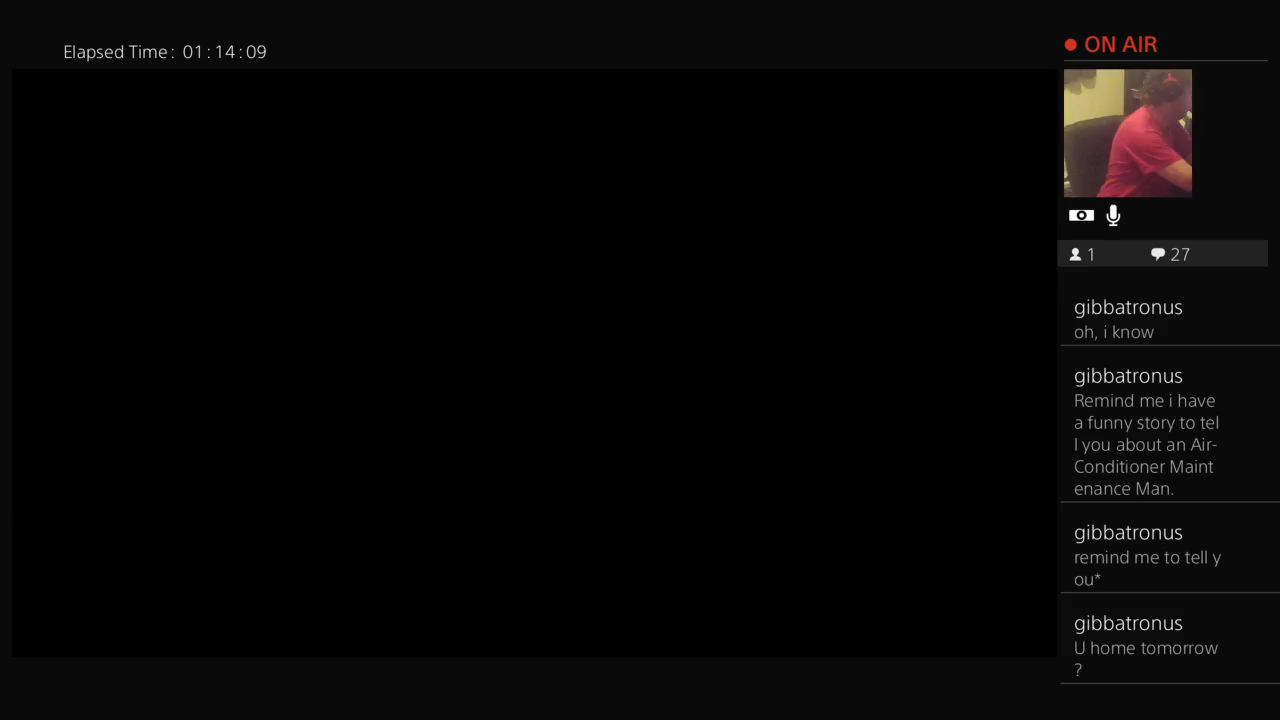 Elapsed Time: 01:14:09
ON AIR
1 27
gibbatronus
oh, i know
gibbatronus
Remind me i have
a funny story to tel
l you about an Air-
Conditioner Maint
enance Man.
gibbatronus
remind me to tell y
ou*
gibbatronus
U home tomorrow
?